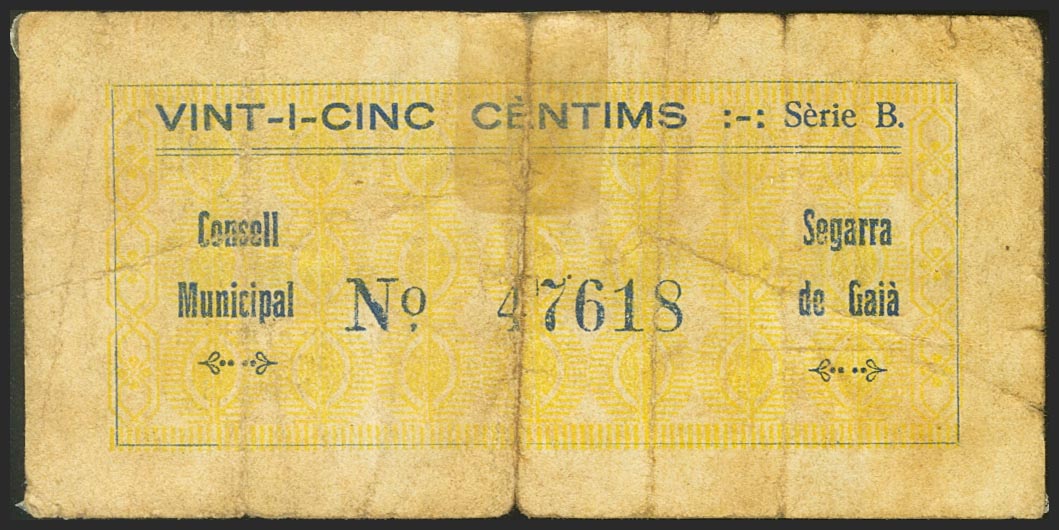 VINT-I-CINC CÈNTIMS :-: Sèrie B.
Consell
Municipal
Nº 47618
Segarra
de Gaià